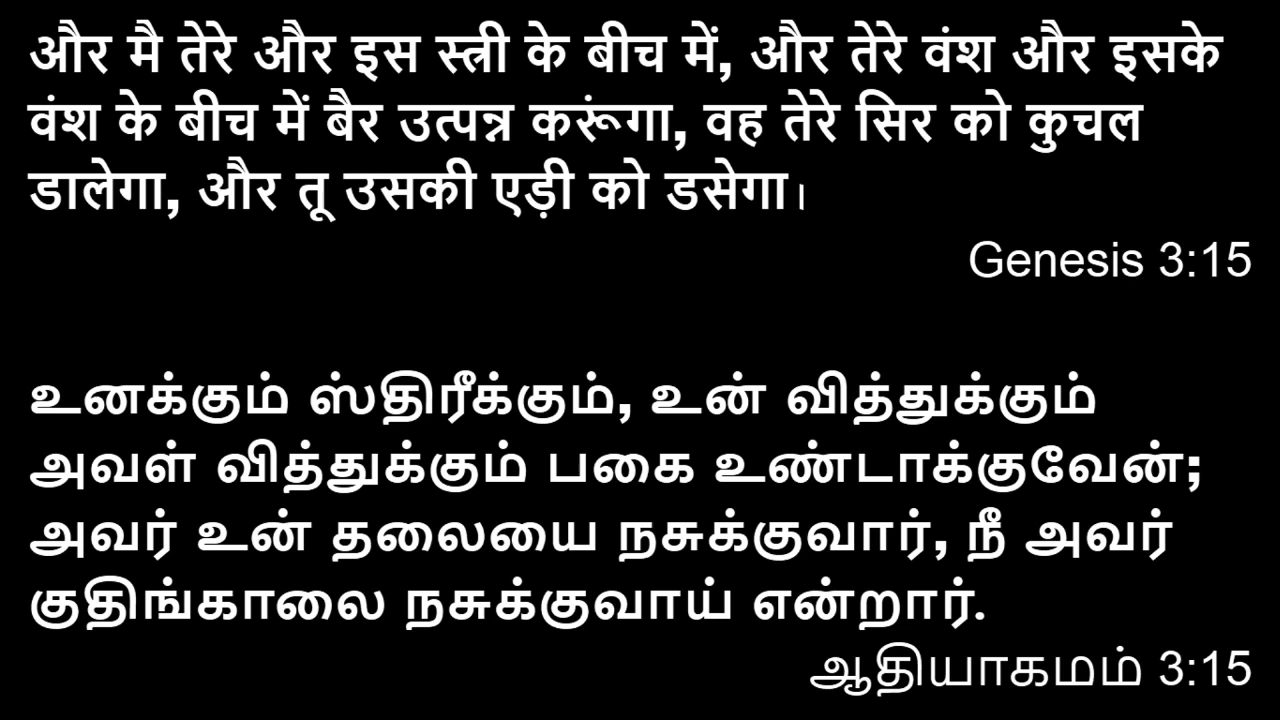 और मै तेरे और इस स्त्री के बीच में, और तेरे वंश और इसके
वंश के बीच में बैर उत्पन्न करूंगा, वह तेरे सिर को कुचल
डालेगा, और तू उसकी एड़ी को डसेगा।
Genesis 3:15
உனக்கும் ஸ்திரீக்கும், உன் வித்துக்கும்
அவள் வித்துக்கும் பகை உண்டாக்குவேன்;
அவர் உன் தலையை நசுக்குவார், நீ அவர்
குதிங்காலை நசுக்குவாய் என்றார்.
ஆதியாகமம் 3:15